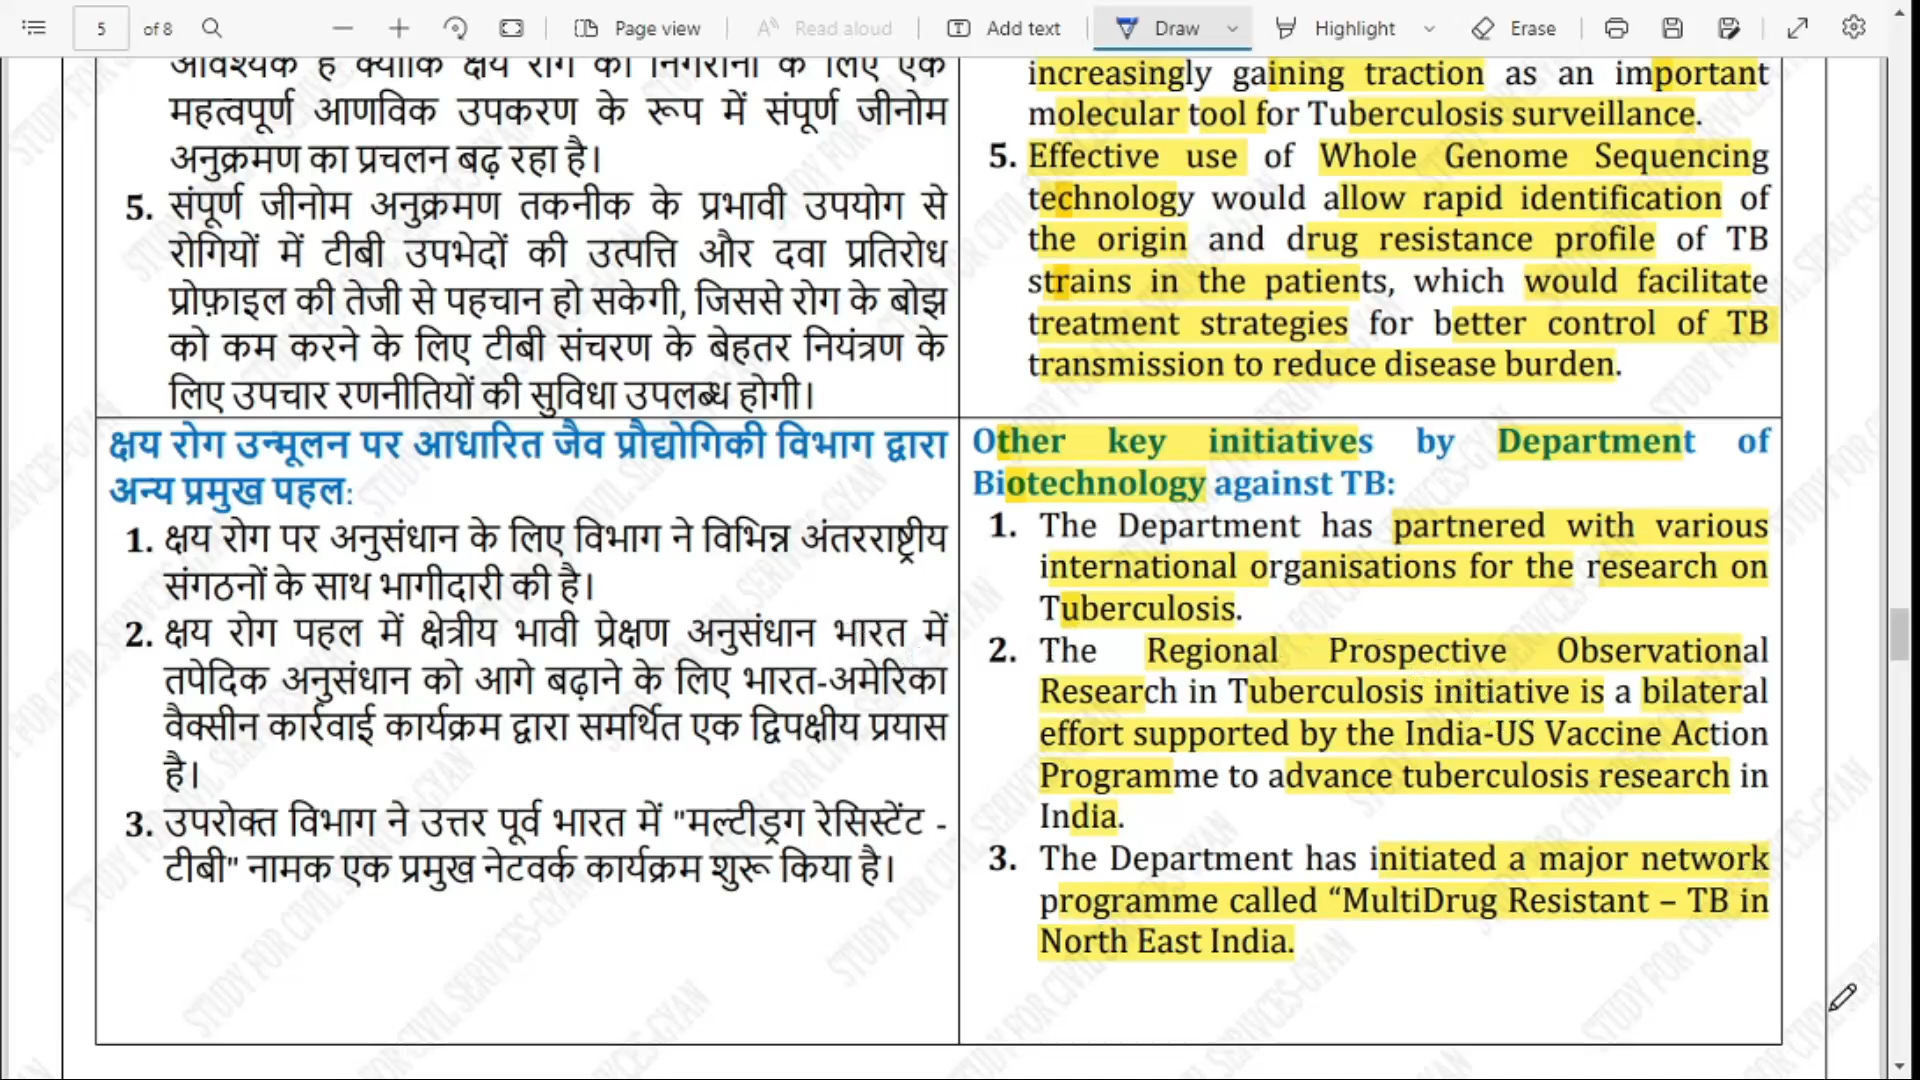 5 of 8 Page view Read aloud Add text Draw Highlight Erase
आवश्यक है क्योंकि क्षय रोग की निगरानी के लिए एक
महत्वपूर्ण आणविक उपकरण के रूप में संपूर्ण जीनोम
अनुक्रमण का प्रचलन बढ़ रहा है।
5. संपूर्ण जीनोम अनुक्रमण तकनीक के प्रभावी उपयोग से
रोगियों में टीबी उपभेदों की उत्पत्ति और दवा प्रतिरोध
प्रोफ़ाइल की तेजी से पहचान हो सकेगी, जिससे रोग के बोझ
को कम करने के लिए टीबी संचरण के बेहतर नियंत्रण के
लिए उपचार रणनीतियों की सुविधा उपलब्ध होगी।
increasingly gaining traction as an important
molecular tool for Tuberculosis surveillance.
5. Effective use of Whole Genome Sequencing
technology would allow rapid identification of
the origin and drug resistance profile of TB
strains in the patients, which would facilitate
treatment strategies for better control of TB
transmission to reduce disease burden.
क्षय रोग उन्मूलन पर आधारित जैव प्रौद्योगिकी विभाग द्वारा
अन्य प्रमुख पहल:
1. क्षय रोग पर अनुसंधान के लिए विभाग ने विभिन्न अंतरराष्ट्रीय
संगठनों के साथ भागीदारी की है।
2. क्षय रोग पहल में क्षेत्रीय भावी प्रेक्षण अनुसंधान भारत में
तपेदिक अनुसंधान को आगे बढ़ाने के लिए भारत-अमेरिका
वैक्सीन कार्रवाई कार्यक्रम द्वारा समर्थित एक द्विपक्षीय प्रयास
है।
3. उपरोक्त विभाग ने उत्तर पूर्व भारत में "मल्टीड्रग रेसिस्टेंट -
टीबी" नामक एक प्रमुख नेटवर्क कार्यक्रम शुरू किया है।
Other key initiatives by Department of
Biotechnology against TB:
1. The Department has partnered with various
international organisations for the research on
Tuberculosis.
2. The Regional Prospective Observational
Research in Tuberculosis initiative is a bilateral
effort supported by the India-US Vaccine Action
Programme to advance tuberculosis research in
India.
3. The Department has initiated a major network
programme called “MultiDrug Resistant – TB in
North East India.
STUDY FOR CIVIL SERIVCES-GYAN